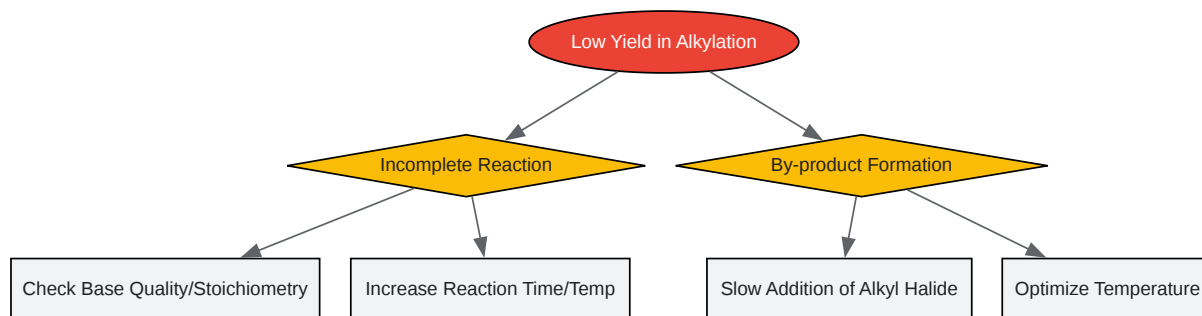 Low Yield in Alkylation
Incomplete Reaction
By-product Formation
Check Base Quality/Stoichiometry
Increase Reaction Time/Temp
Slow Addition of Alkyl Halide
Optimize Temperature